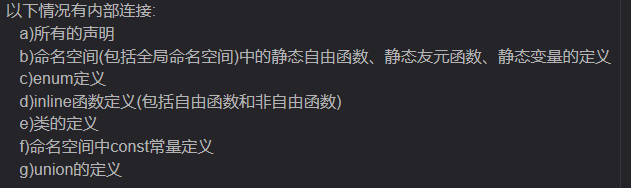 以下情况有内部连接:
a)所有的声明
b)命名空间(包括全局命名空间)中的静态自由函数、静态友元函数、静态变量的定义
c)enum定义
d)inline函数定义(包括自由函数和非自由函数)
e)类的定义
f)命名空间中const常量定义
g)union的定义